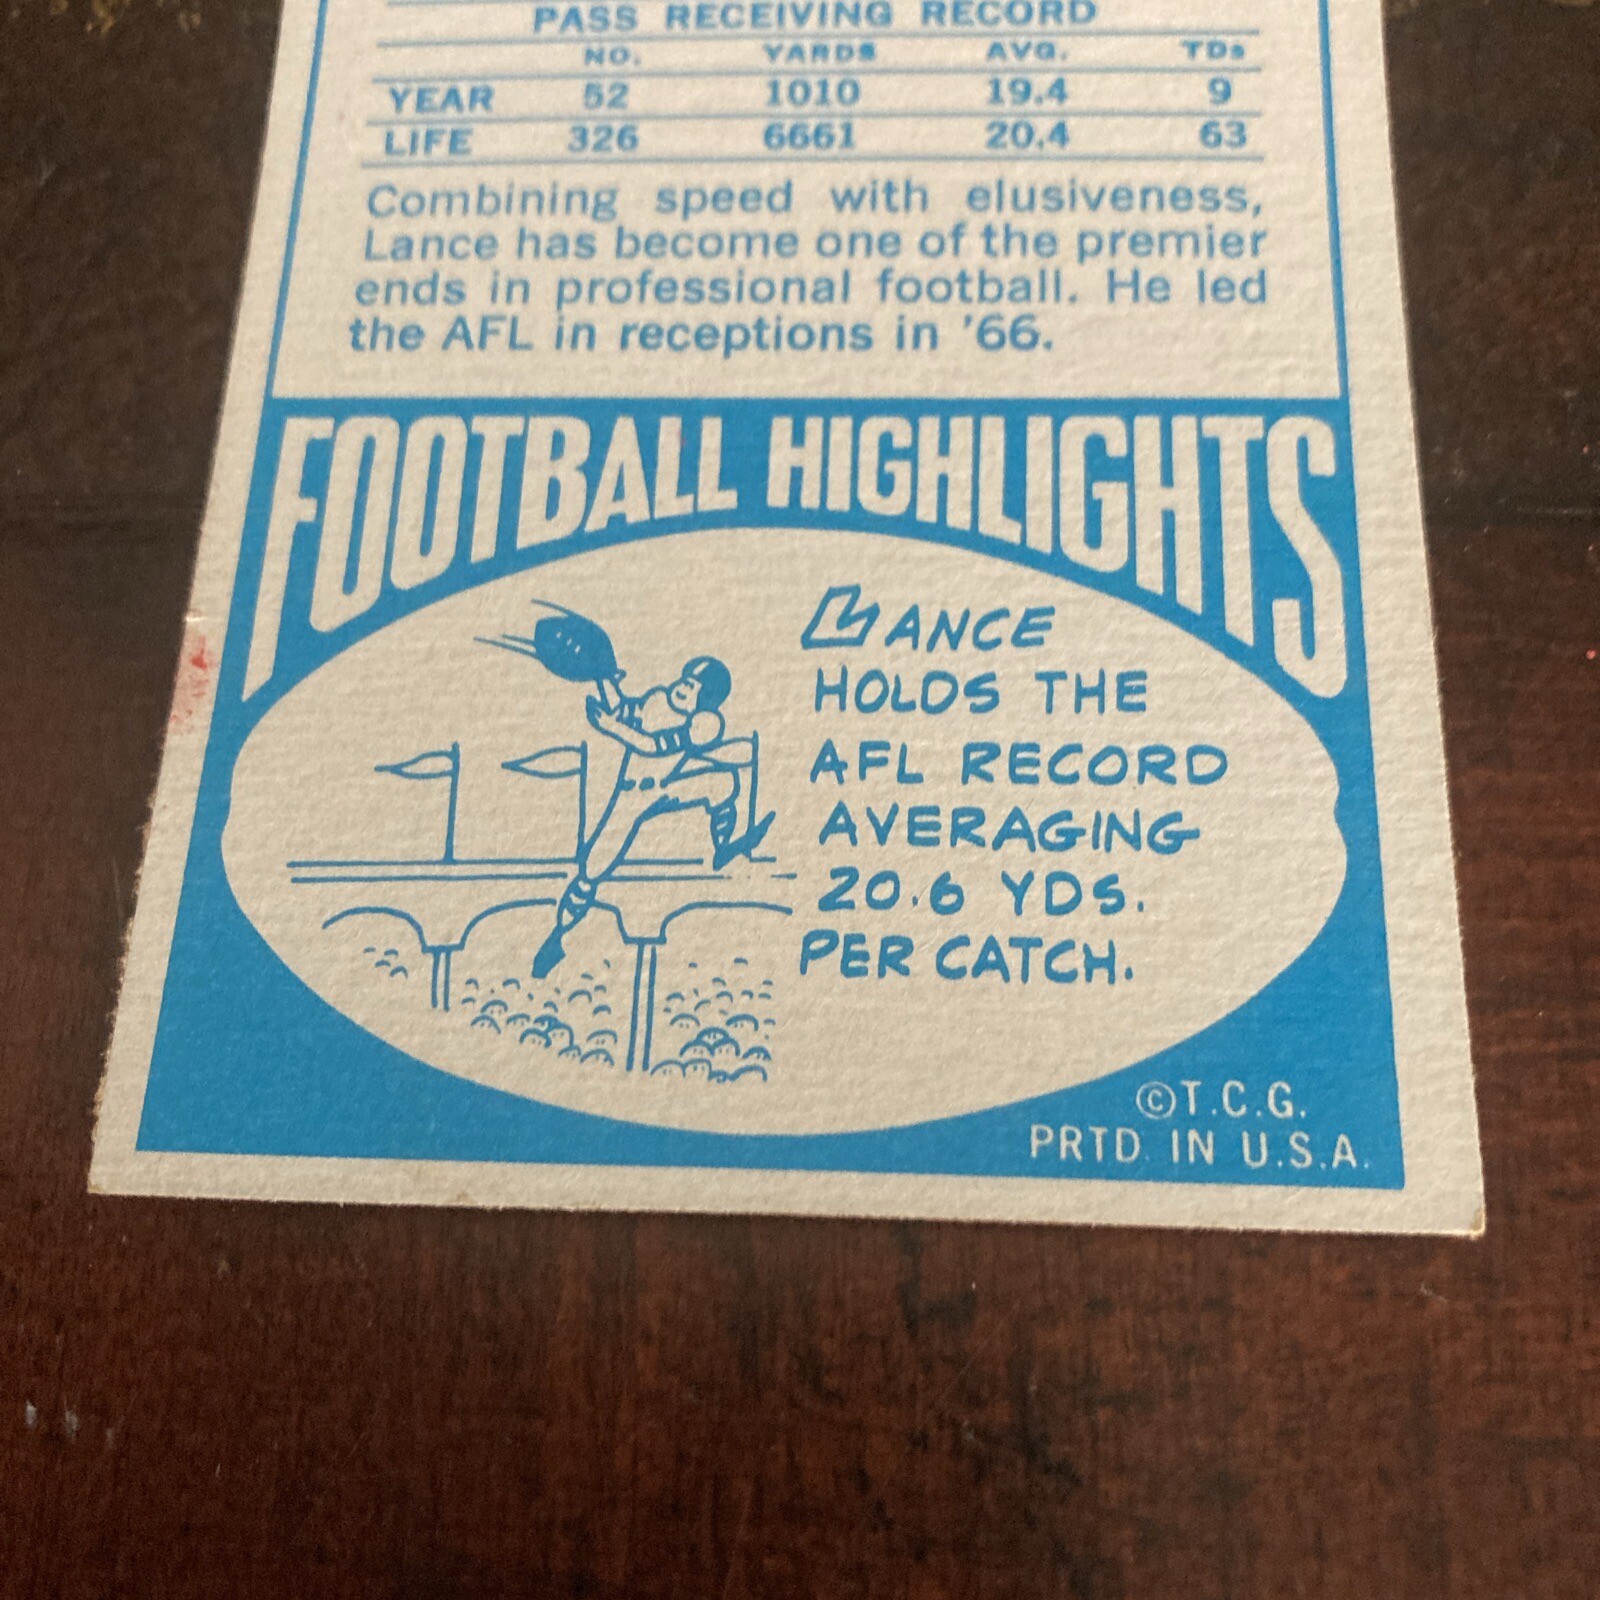 PASS RECEIVING RECORD
NO. YARDS AVG. TDs
YEAR 52 1010 19.4 9
LIFE 326 6661 20.4 63
Combining speed with elusiveness,
Lance has become one of the premier
ends in professional football. He led
the AFL in receptions in '66.
FOOTBALL HIGHLIGHTS
LANCE
HOLDS THE
AFL RECORD
AVERAGING
20.6 YDS.
PER CATCH.
©T.C.G.
PRTD. IN U.S.A.